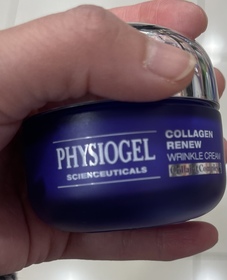 PHYSIOGEL
SCIENCEUTICALS
COLLAGEN
RENEW
WRINKLE CREAM